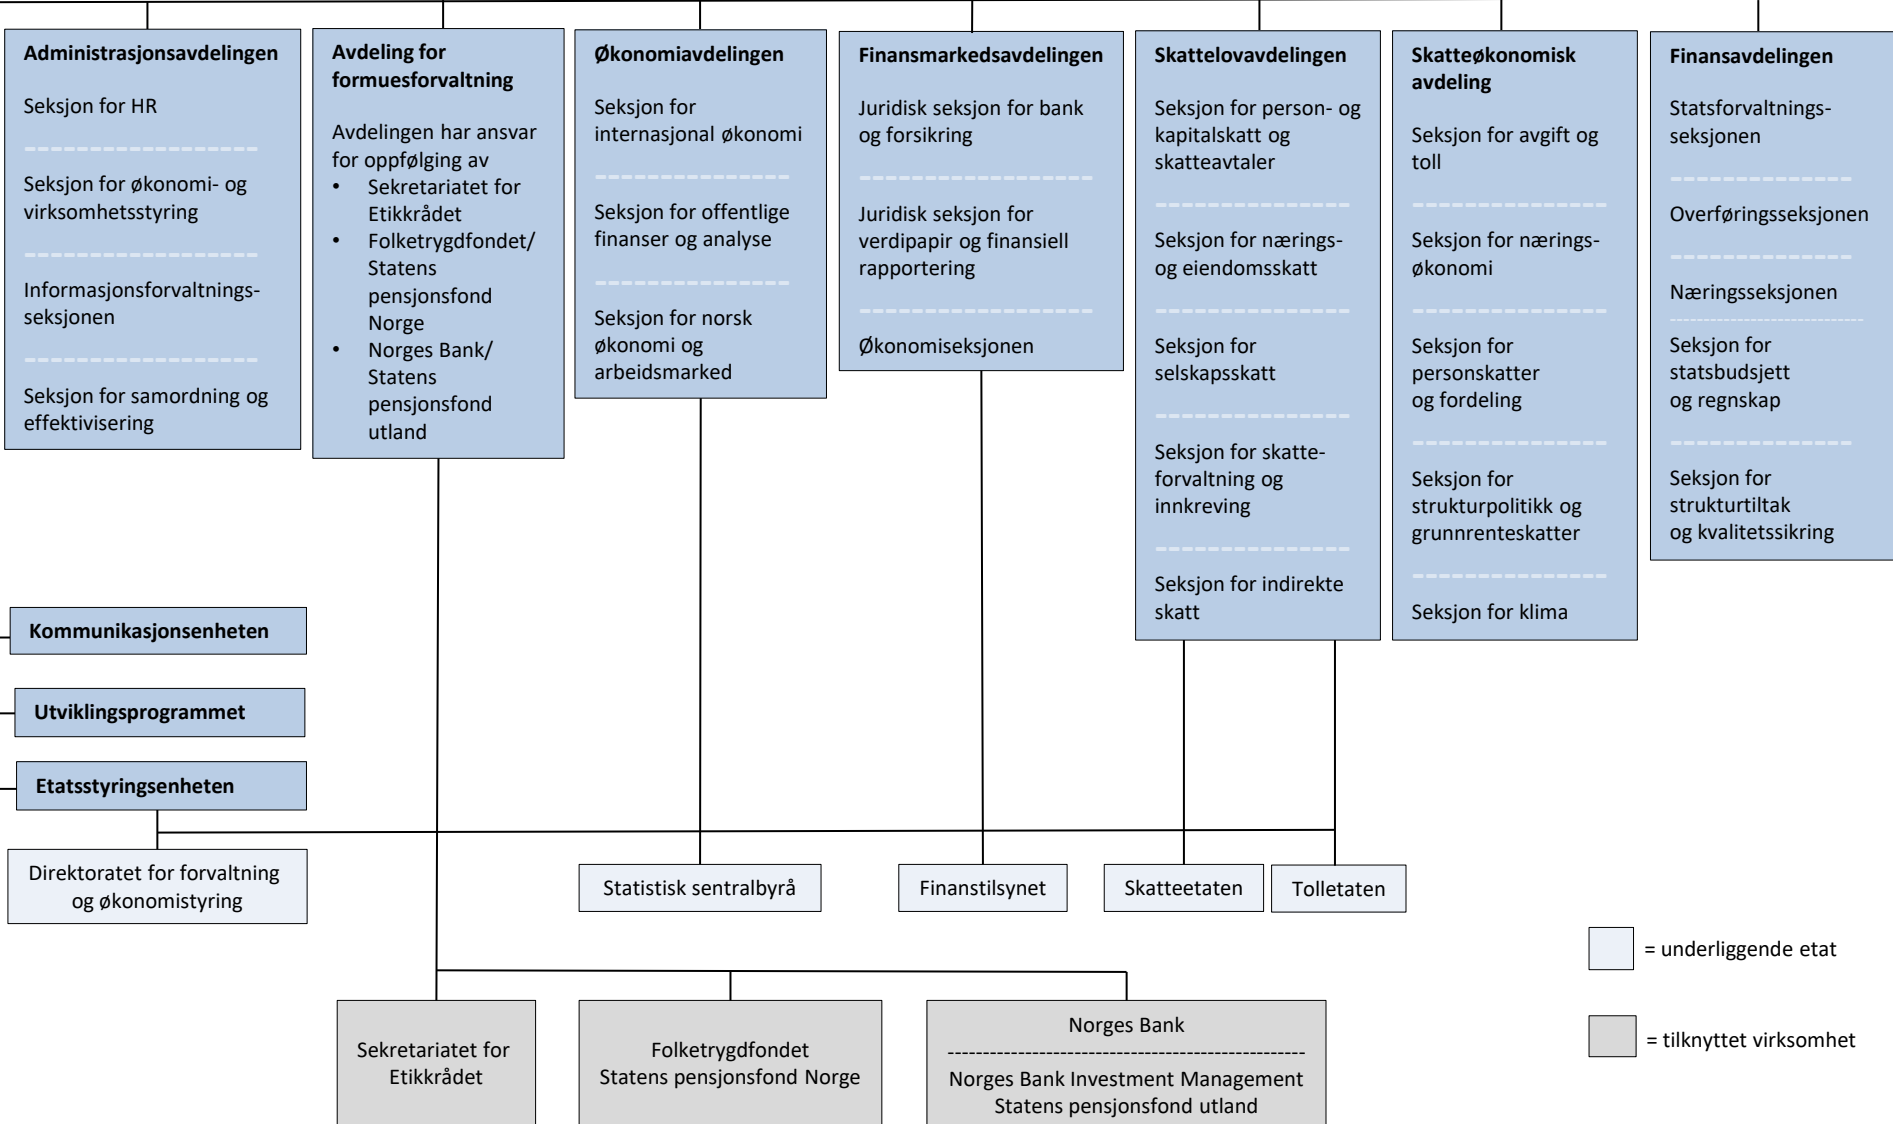 Administrasjonsavdelingen
Seksjon for HR
Seksjon for økonomi- og
virksomhetsstyring
Informasjonsforvaltnings-
seksjonen
Seksjon for samordning og
effektivisering
Avdeling for
formuesforvaltning
Avdelingen har ansvar
for oppfølging av
• Sekretariatet for
Etikkrådet
• Folketrygdfondet/
Statens
pensjonsfond
Norge
• Norges Bank/
Statens
pensjonsfond
utland
Økonomiavdelingen
Seksjon for
internasjonal økonomi
Seksjon for offentlige
finanser og analyse
Seksjon for norsk
økonomi og
arbeidsmarked
Finansmarkedsavdelingen
Juridisk seksjon for bank
og forsikring
Juridisk seksjon for
verdipapir og finansiell
rapportering
Økonomiseksjonen
Skattelovavdelingen
Seksjon for person- og
kapitalskatt og
skatteavtaler
Seksjon for nærings-
og eiendomsskatt
Seksjon for
selskapsskatt
Seksjon for skatte-
forvaltning og
innkreving
Seksjon for indirekte
skatt
Skatteøkonomisk
avdeling
Seksjon for avgift og
toll
Seksjon for nærings-
økonomi
Seksjon for
personskatter
og fordeling
Seksjon for
strukturpolitikk og
grunnrenteskatter
Seksjon for klima
Finansavdelingen
Statsforvaltnings-
seksjonen
Overføringsseksjonen
Næringsseksjonen
Seksjon for
statsbudsjett
og regnskap
Seksjon for
strukturtiltak
og kvalitetssikring
Kommunikasjonsenheten
Utviklingsprogrammet
Etatsstyringsenheten
Direktoratet for forvaltning
og økonomistyring
Statistisk sentralbyrå
Finanstilsynet
Skatteetaten
Tolletaten
= underliggende etat
= tilknyttet virksomhet
Sekretariatet for
Etikkrådet
Folketrygdfondet
Statens pensjonsfond Norge
Norges Bank
Norges Bank Investment Management
Statens pensjonsfond utland